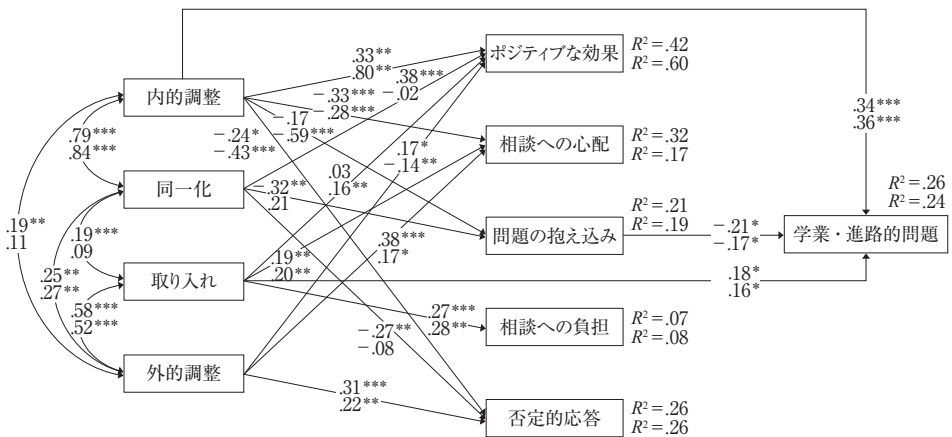 内的調整
同一化
取り入れ
外的調整
.79***
.84***
.19**
.11
.19***
.09
.25**
.27**
.58***
.52***
.33**
.80**
.38***
-.02
-.33***
-.28***
-.17
-.59***
-.24*
-.43***
.17*
-.14**
.03
.16**
-.32**
.21
.38***
.17*
.19**
.20**
.27***
.28**
-.27**
-.08
.31***
.22**
ポジティブな効果
R²=.42
R²=.60
相談への心配
R²=.32
R²=.17
問題の抱え込み
R²=.21
R²=.19
相談への負担
R²=.07
R²=.08
否定的応答
R²=.26
R²=.26
.34***
.36***
-.21*
-.17*
.18*
.16*
R²=.26
R²=.24
学業・進路的問題